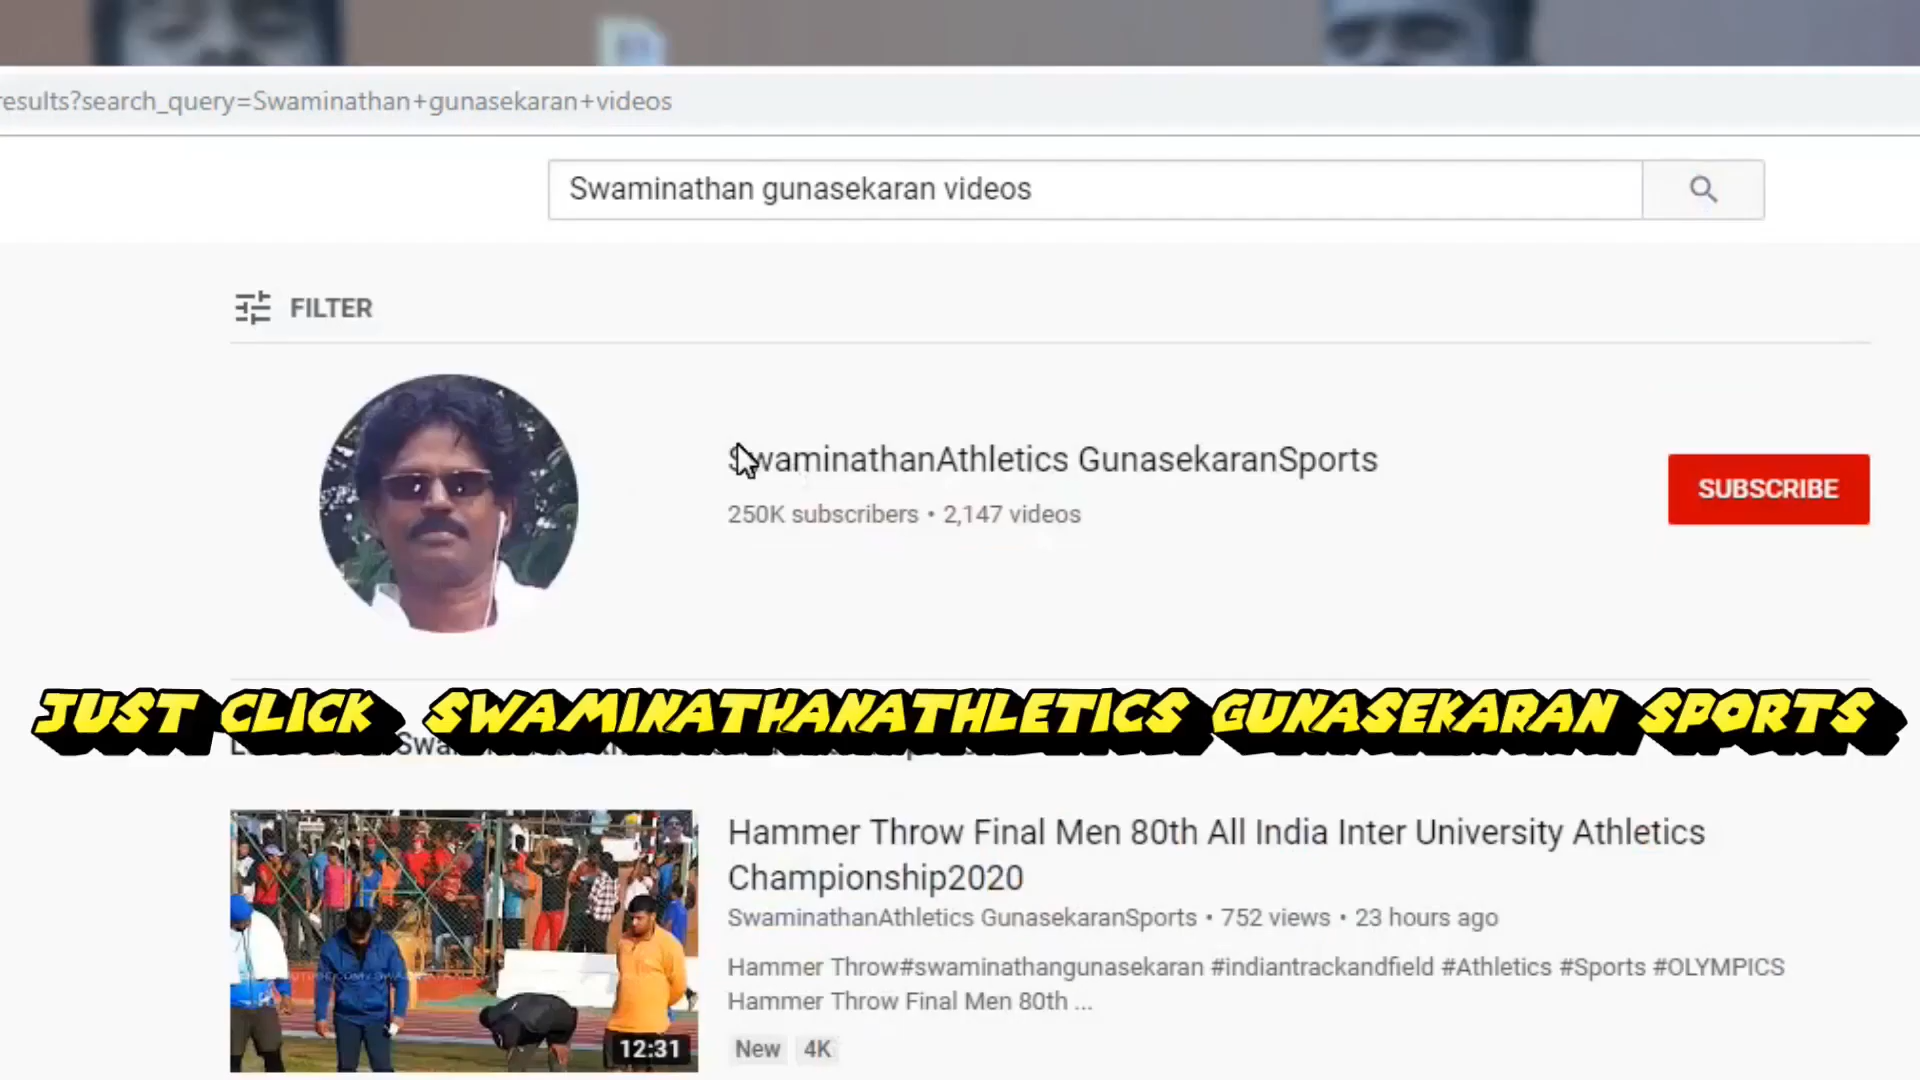 results?search_query=Swaminathan+gunasekaran+videos
Swaminathan gunasekaran videos
FILTER
SwaminathanAthletics GunasekaranSports
250K subscribers • 2,147 videos
SUBSCRIBE
JUST CLICK SWAMINATHANATHLETICS GUNASEKARAN SPORTS
Hammer Throw Final Men 80th All India Inter University Athletics
Championship2020
SwaminathanAthletics GunasekaranSports • 752 views • 23 hours ago
Hammer Throw#swaminathangunasekaran #indiantrackandfield #Athletics #Sports #OLYMPICS
Hammer Throw Final Men 80th ...
12:31
New 4K